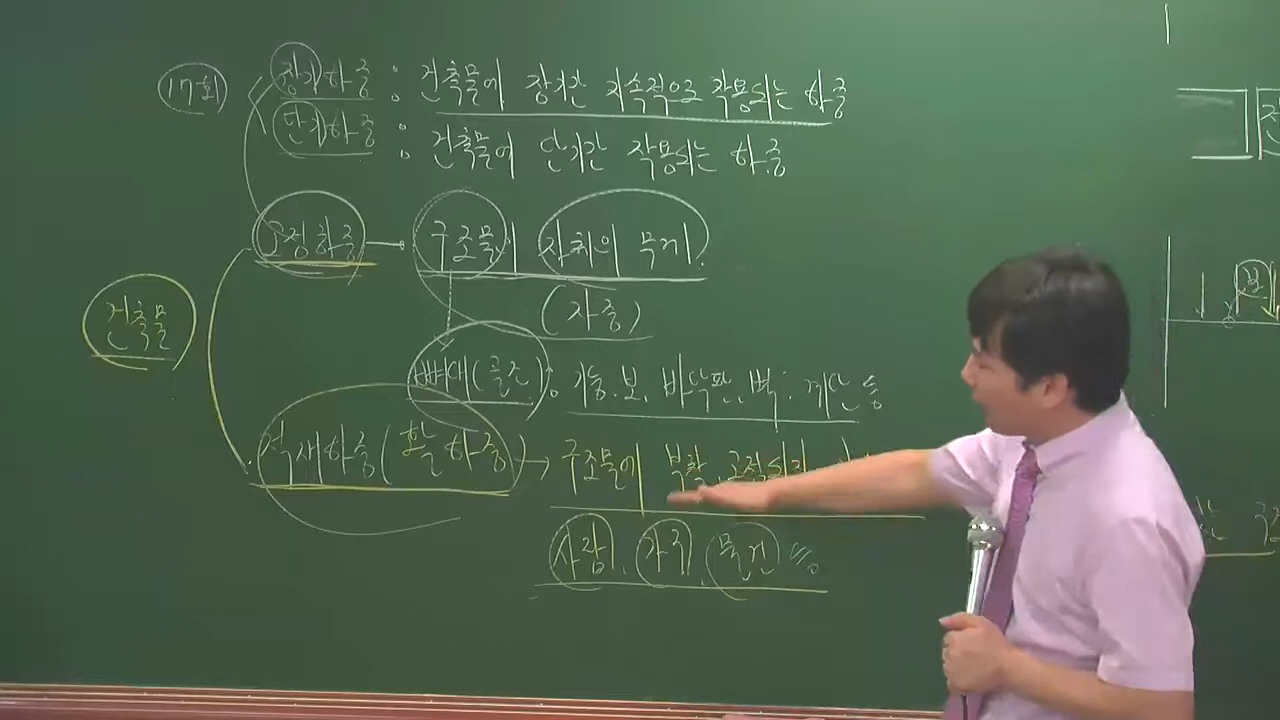 17회
장기하중 : 건축물에 장기간 지속적으로 작용되는 하중
단기하중 : 건축물에 단기간 작용되는 하중
고정하중 구조물의 자체의 무게.
(자중)
건축물
뼈대(골조) : 기둥.보.바닥판.벽.계단 등
적재하중(활하중) → 구조물에 부착 고정되지
사람. 가구. 물건 등